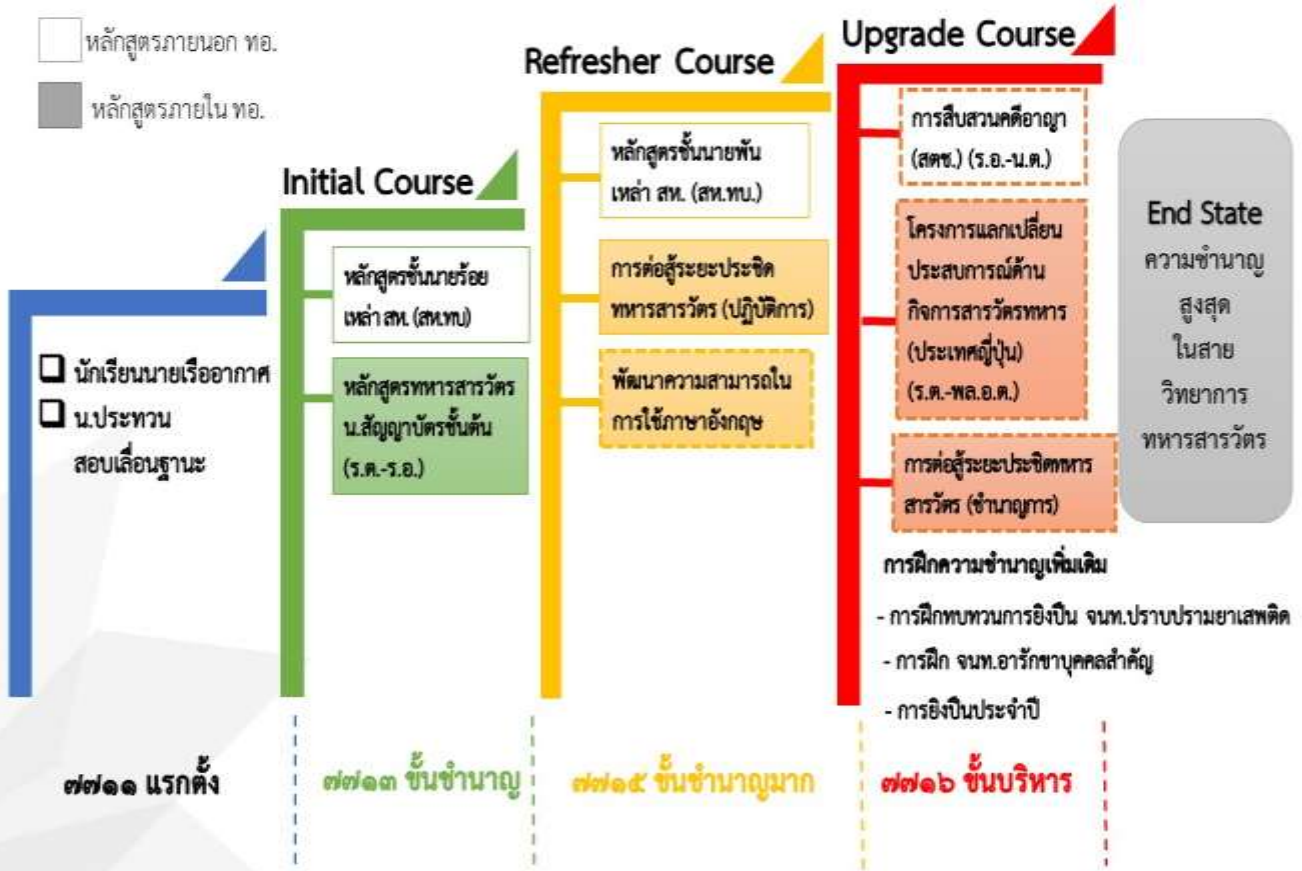 หลักสูตรภายนอก ทอ.
หลักสูตรภายใน ทอ.
❑ นักเรียนนายเรืออากาศ
❑ น.ประทวน
สอบเลื่อนฐานะ
Initial Course
หลักสูตรชั้นนายร้อย
เหล่า สห. (สห.ทบ)
หลักสูตรทหารสารวัตร
น.สัญญาบัตรชั้นต้น
(ร.ต.-ร.อ.)
Refresher Course
หลักสูตรชั้นนายพัน
เหล่า สห. (สห.ทบ.)
การต่อสู้ระยะประชิด
ทหารสารวัตร (ปฏิบัติการ)
พัฒนาความสามารถใน
การใช้ภาษาอังกฤษ
Upgrade Course
การสืบสวนคดีอาญา
(สตช.) (ร.อ.-น.ต.)
โครงการแลกเปลี่ยน
ประสบการณ์ด้าน
กิจการสารวัตรทหาร
(ประเทศญี่ปุ่น)
(ร.ต.-พล.อ.ต.)
การต่อสู้ระยะประชิดทหาร
สารวัตร (ชำนาญการ)
การฝึกความชำนาญเพิ่มเติม
- การฝึกทบทวนการยิงปืน จนท.ปราบปรามยาเสพติด
- การฝึก จนท.อารักขาบุคคลสำคัญ
- การยิงปืนประจำปี
End State
ความชำนาญ
สูงสุด
ในสาย
วิทยาการ
ทหารสารวัตร
๗๗๑๑ แรกตั้ง
๗๗๑๓ ขั้นชำนาญ
๗๗๑๕ ขั้นชำนาญมาก
๗๗๑๖ ขั้นบริหาร